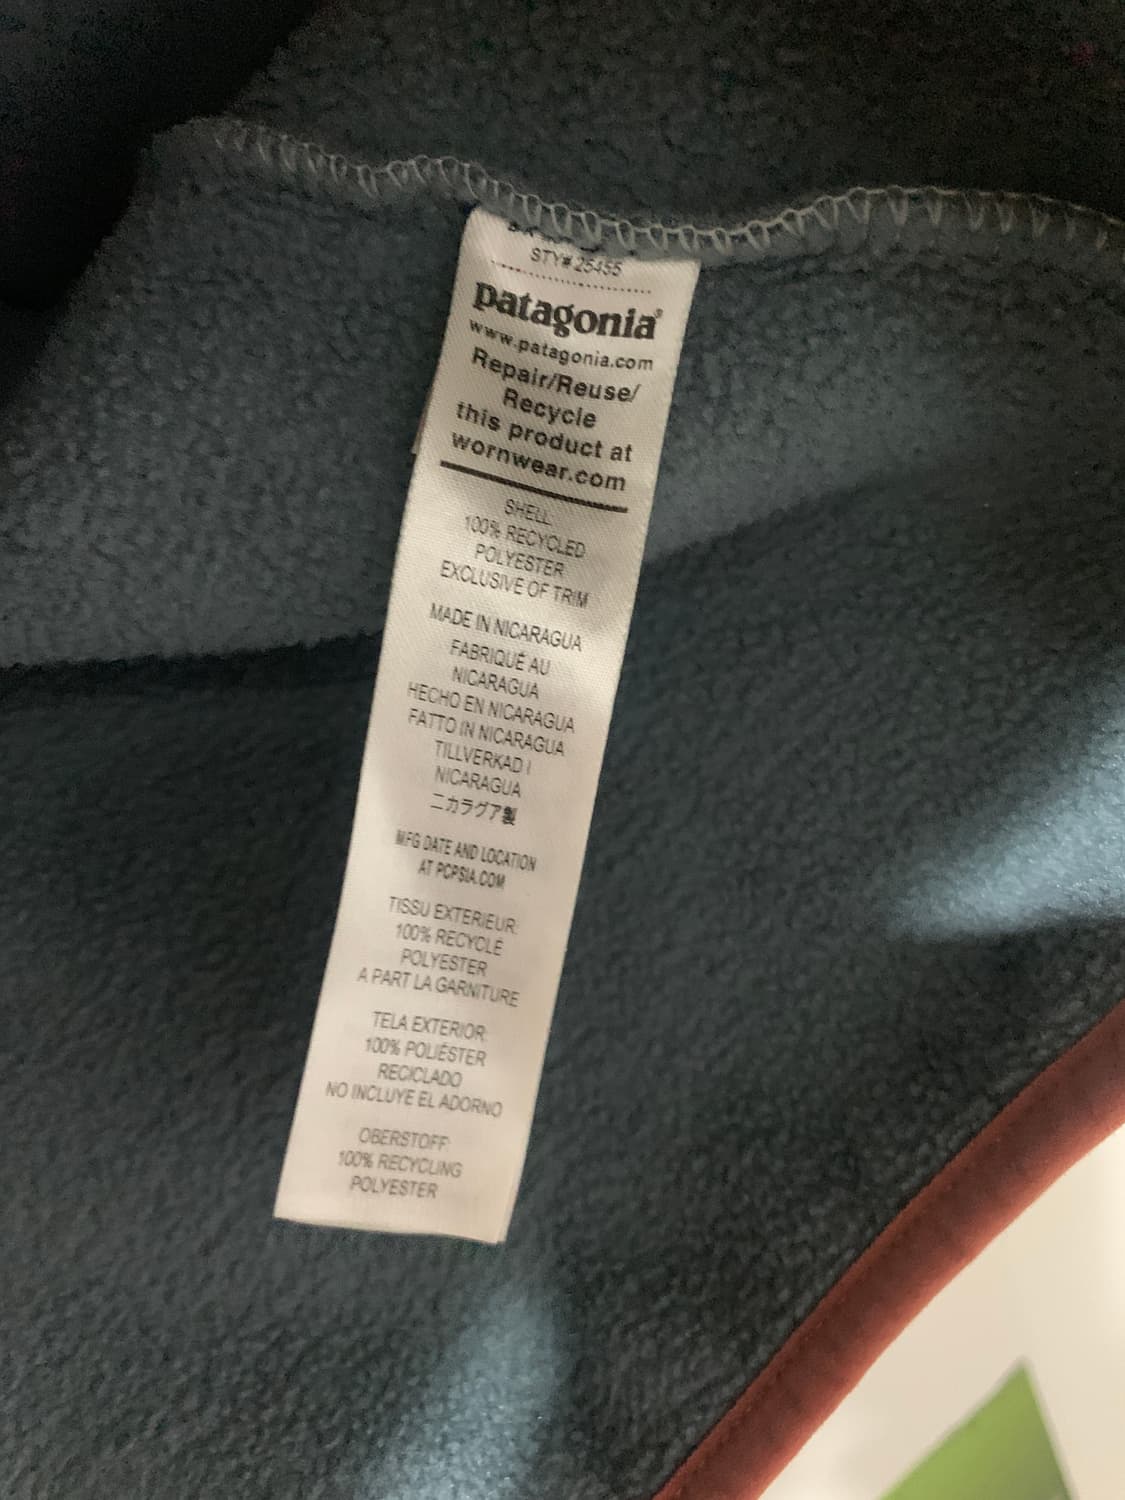 STY# 25455
patagonia®
www.patagonia.com
Repair/Reuse/
Recycle
this product at
wornwear.com
SHELL:
100% RECYCLED
POLYESTER
EXCLUSIVE OF TRIM
MADE IN NICARAGUA
FABRIQUÉ AU
NICARAGUA
HECHO EN NICARAGUA
FATTO IN NICARAGUA
TILLVERKAD I
NICARAGUA
ニカラグア製
MFG DATE AND LOCATION
AT PCPSIA.COM
TISSU EXTERIEUR:
100% RECYCLÉ
POLYESTER
A PART LA GARNITURE
TELA EXTERIOR:
100% POLIÉSTER
RECICLADO
NO INCLUYE EL ADORNO
OBERSTOFF:
100% RECYCLING
POLYESTER